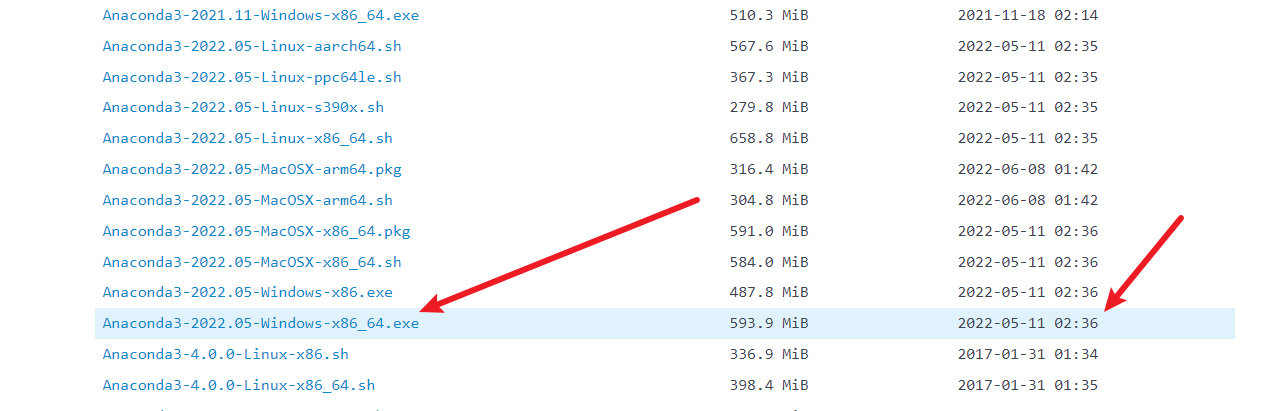 Anaconda3-2021.11-Windows-x86_64.exe 510.3 MiB 2021-11-18 02:14
Anaconda3-2022.05-Linux-aarch64.sh 567.6 MiB 2022-05-11 02:35
Anaconda3-2022.05-Linux-ppc64le.sh 367.3 MiB 2022-05-11 02:35
Anaconda3-2022.05-Linux-s390x.sh 279.8 MiB 2022-05-11 02:35
Anaconda3-2022.05-Linux-x86_64.sh 658.8 MiB 2022-05-11 02:35
Anaconda3-2022.05-MacOSX-arm64.pkg 316.4 MiB 2022-06-08 01:42
Anaconda3-2022.05-MacOSX-arm64.sh 304.8 MiB 2022-06-08 01:42
Anaconda3-2022.05-MacOSX-x86_64.pkg 591.0 MiB 2022-05-11 02:36
Anaconda3-2022.05-MacOSX-x86_64.sh 584.0 MiB 2022-05-11 02:36
Anaconda3-2022.05-Windows-x86.exe 487.8 MiB 2022-05-11 02:36
Anaconda3-2022.05-Windows-x86_64.exe 593.9 MiB 2022-05-11 02:36
Anaconda3-4.0.0-Linux-x86.sh 336.9 MiB 2017-01-31 01:34
Anaconda3-4.0.0-Linux-x86_64.sh 398.4 MiB 2017-01-31 01:35